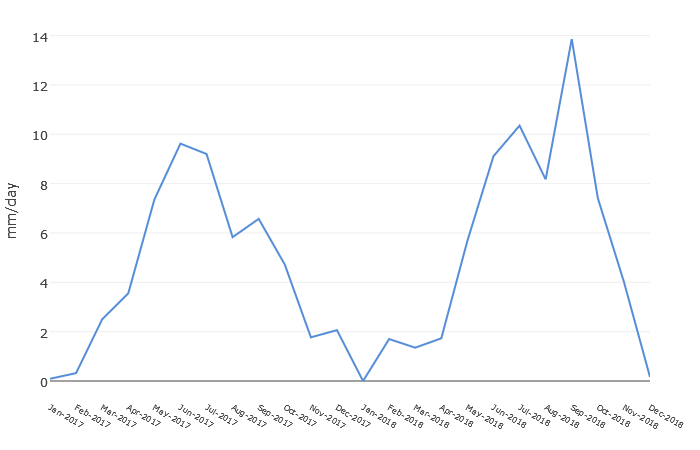 14
12
10
8
6
4
2
0
mm/day
Jan-2017
Feb-2017
Mar-2017
Apr-2017
May-2017
Jun-2017
Jul-2017
Aug-2017
Sep-2017
Oct-2017
Nov-2017
Dec-2017
Jan-2018
Feb-2018
Mar-2018
Apr-2018
May-2018
Jun-2018
Jul-2018
Aug-2018
Sep-2018
Oct-2018
Nov-2018
Dec-2018